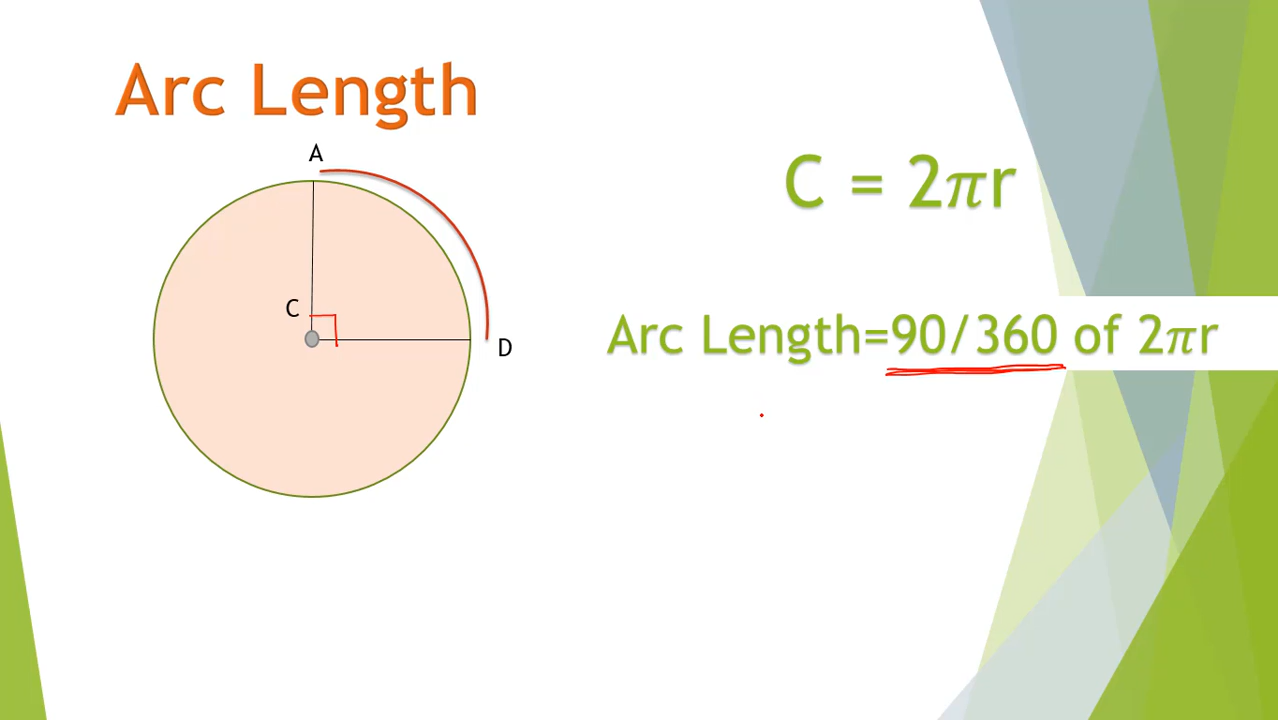 Arc Length
A
C = 2𝜋r
C
Arc Length=90/360 of 2𝜋r
D